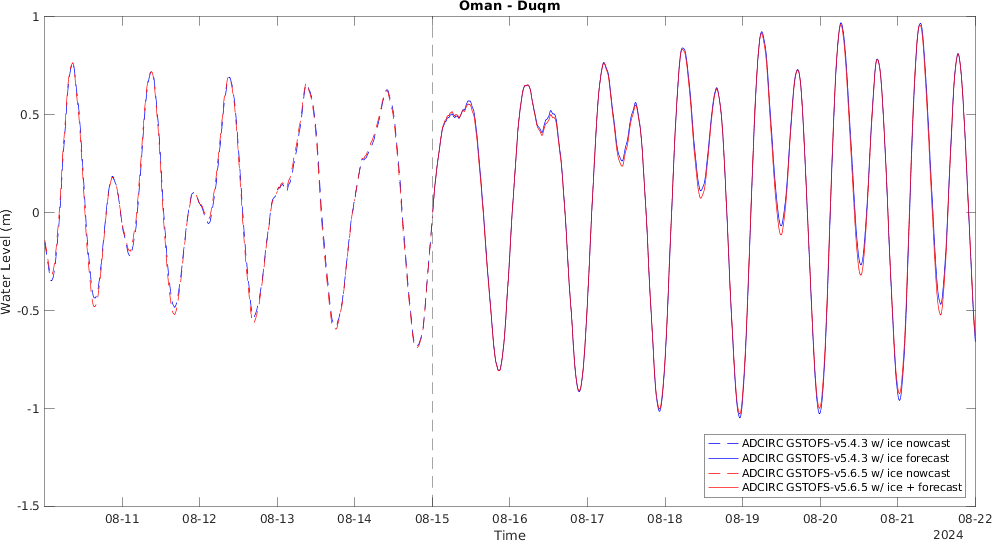 Oman - Duqm
1
0.5
0
-0.5
-1
-1.5
Water Level (m)
ADCIRC GSTOFS-v5.4.3 w/ ice nowcast
ADCIRC GSTOFS-v5.4.3 w/ ice forecast
ADCIRC GSTOFS-v5.6.5 w/ ice nowcast
ADCIRC GSTOFS-v5.6.5 w/ ice + forecast
08-11 08-12 08-13 08-14 08-15 08-16 08-17 08-18 08-19 08-20 08-21 08-22
Time
2024